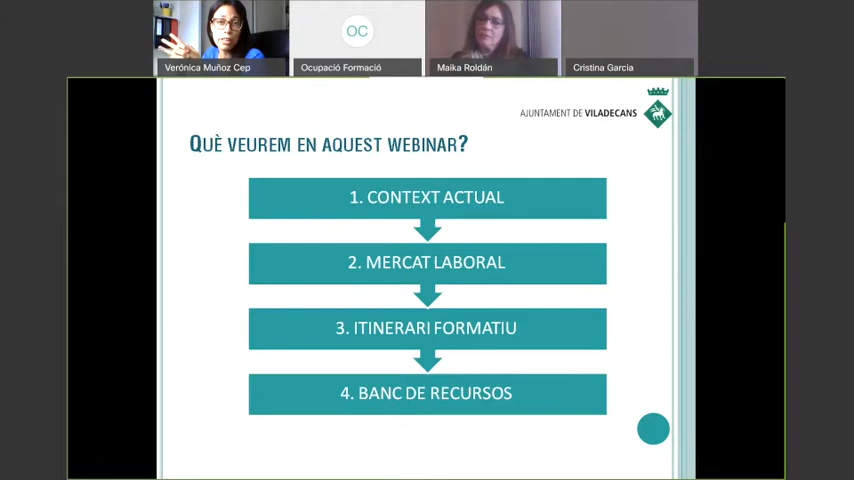 OC
Verónica Muñoz Cep
Ocupació Formació
Maika Roldán
Cristina Garcia
AJUNTAMENT DE VILADECANS
QUÈ VEUREM EN AQUEST WEBINAR?
1. CONTEXT ACTUAL
2. MERCAT LABORAL
3. ITINERARI FORMATIU
4. BANC DE RECURSOS